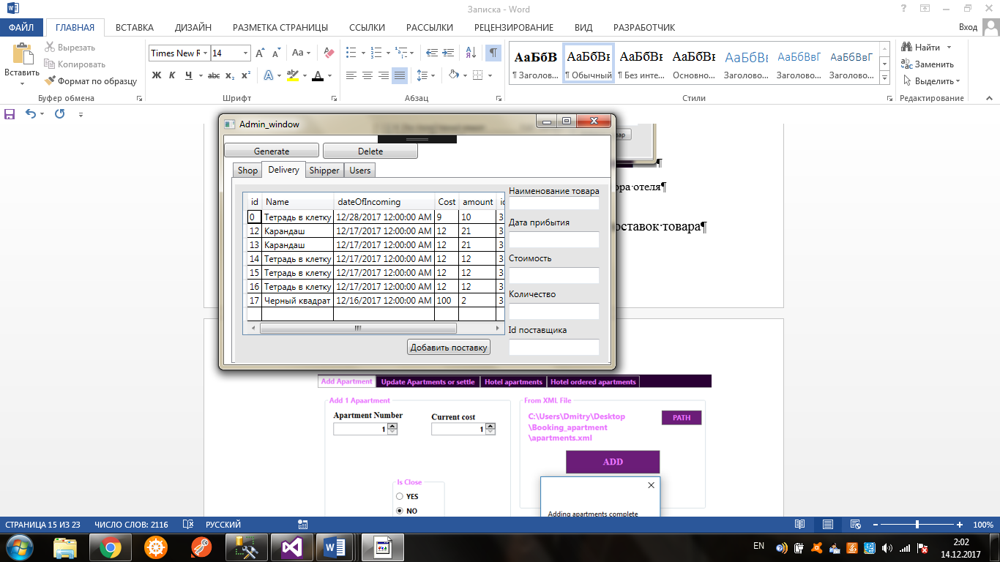 Записка - Word
ФАЙЛ ГЛАВНАЯ ВСТАВКА ДИЗАЙН РАЗМЕТКА СТРАНИЦЫ ССЫЛКИ РАССЫЛКИ РЕЦЕНЗИРОВАНИЕ ВИД РАЗРАБОТЧИК Вход
Вставить
Вырезать
Копировать
Формат по образцу
Буфер обмена
Times New R 14
Ж К Ч abc x₂ x²
Шрифт
Абзац
АаБбВ АаБбВв АаБбВв АаБбВв АаБбВв АаБбВвГ АаБбВвГ
¶ Заголов... ¶ Обычный ¶ Без инте... Основно... Заголово... Заголово... Заголово...
Стили
Найти
Заменить
Выделить
Редактирование
Admin_window
Generate Delete
Shop Delivery Shipper Users
id Name dateOfIncoming Cost amount
0 Тетрадь в клетку 12/28/2017 12:00:00 AM 9 10 3
12 Карандаш 12/17/2017 12:00:00 AM 12 21 3
13 Карандаш 12/17/2017 12:00:00 AM 12 21 3
14 Тетрадь в клетку 12/17/2017 12:00:00 AM 12 12 3
15 Тетрадь в клетку 12/17/2017 12:00:00 AM 12 12 3
16 Тетрадь в клетку 12/17/2017 12:00:00 AM 12 12 3
17 Черный квадрат 12/16/2017 12:00:00 AM 100 2 3
Наименование товара
Дата прибытия
Стоимость
Количество
Id поставщика
Добавить поставку
¶
ора·отеля¶
оставок·товара¶
Add Apartment Update Apartments or settle Hotel apartments Hotel ordered apartments
Add 1 Apaartment
Apartment Number Current cost
1 1
Is Close
YES
NO
From XML File
C:\Users\Dmitry\Desktop
\Booking_apartment
\apartments.xml
PATH
ADD
Adding apartments complete
СТРАНИЦА 15 ИЗ 23 ЧИСЛО СЛОВ: 2116 РУССКИЙ 100%
EN 2:02
14.12.2017